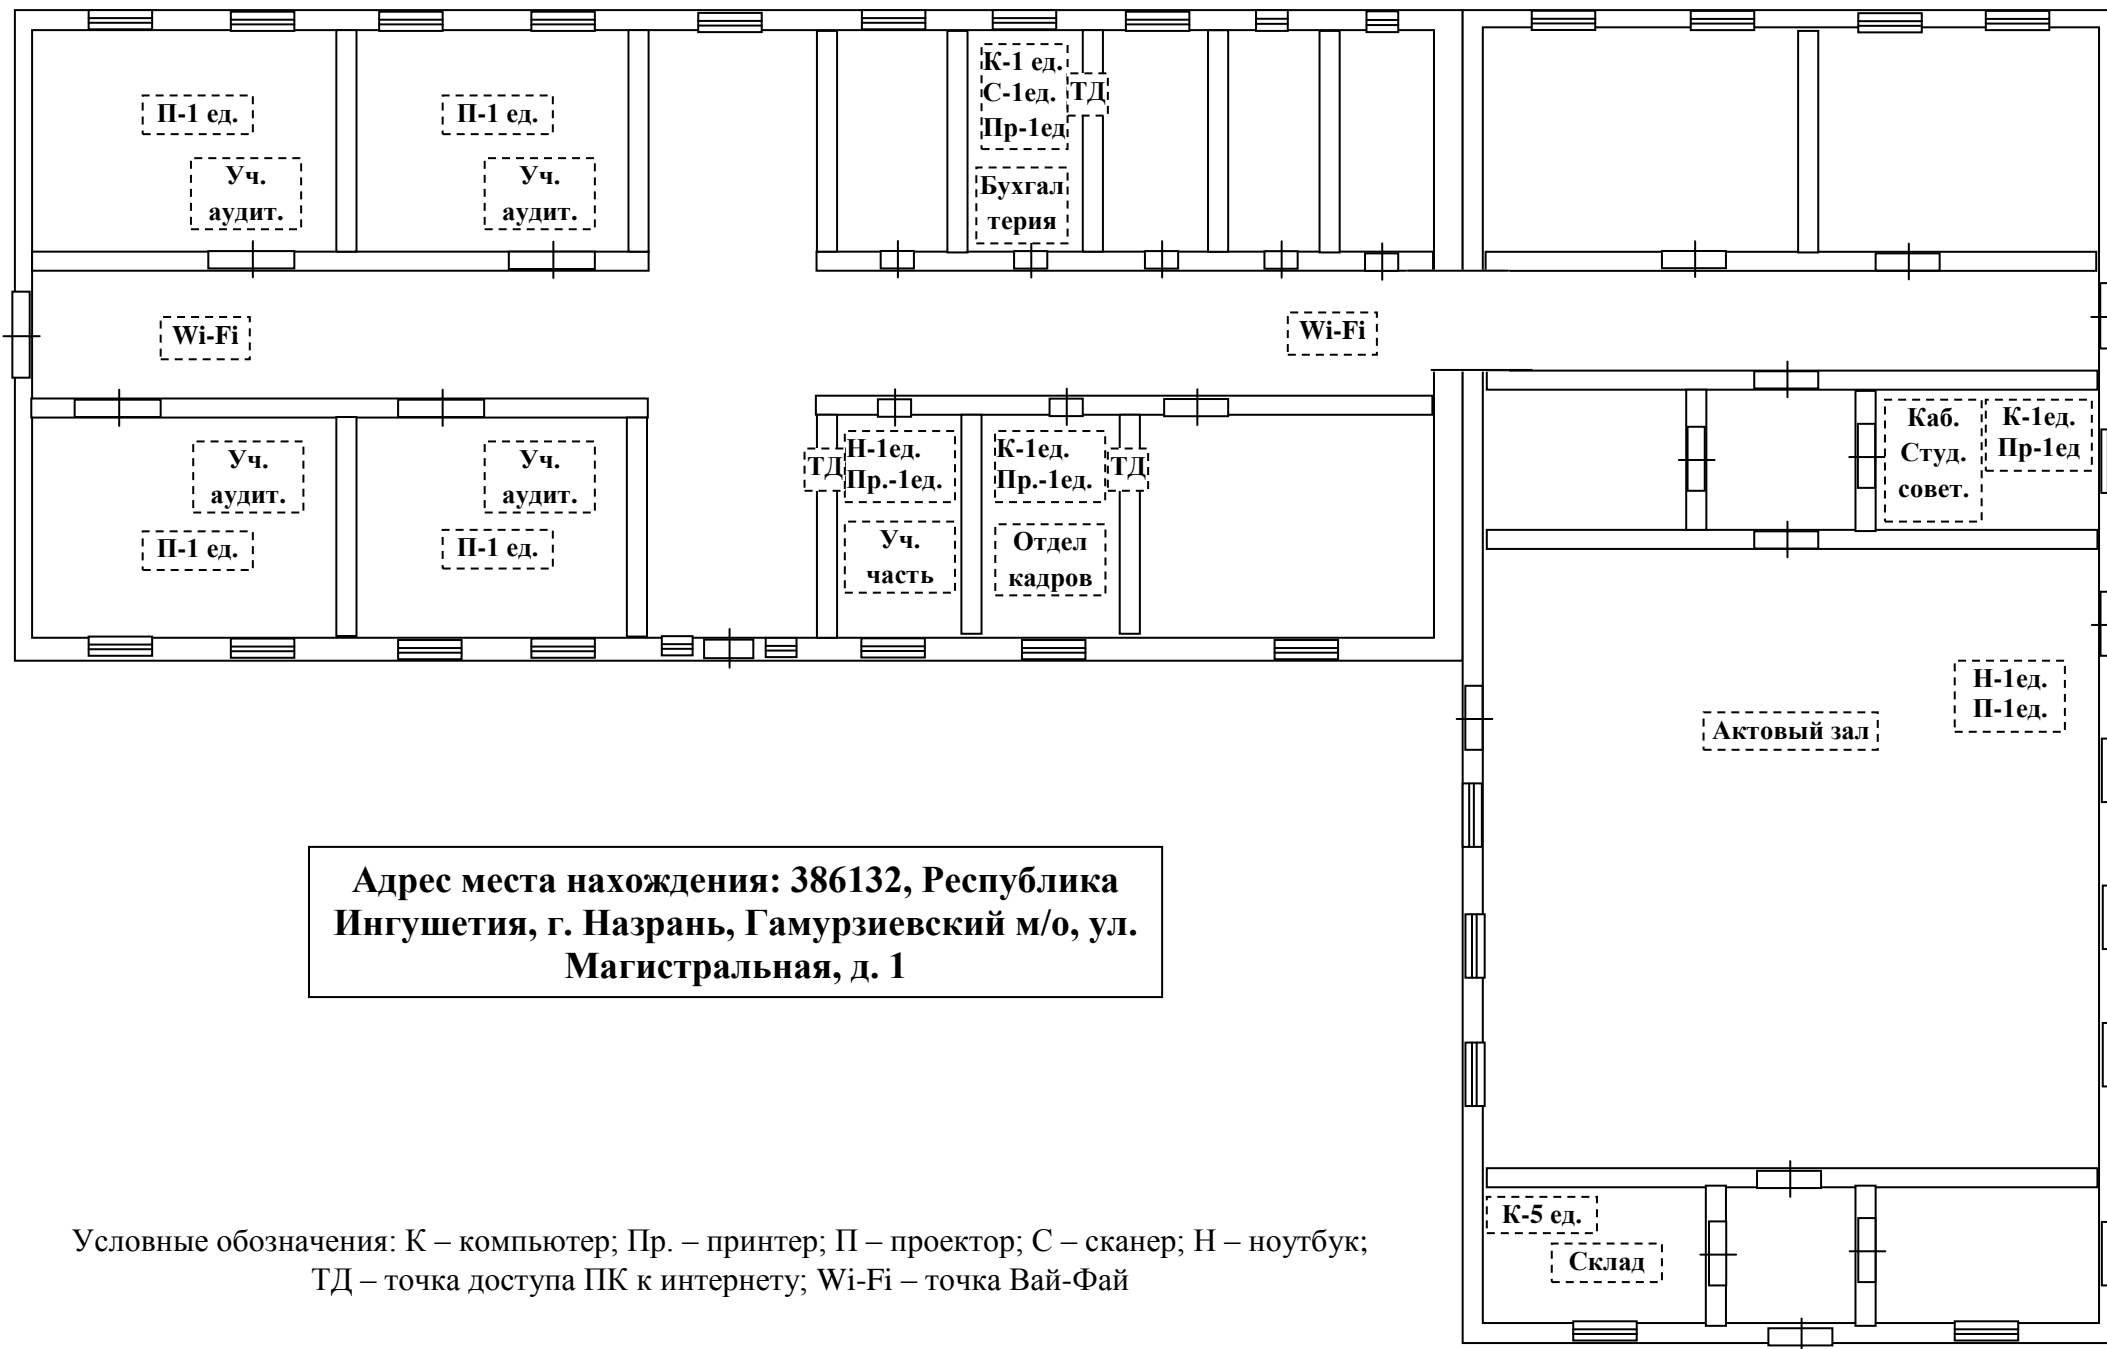 К-1 ед.
С-1ед.
Пр-1ед
ТД
П-1 ед.
П-1 ед.
Уч.
аудит.
Уч.
аудит.
Бухгал
терия
Wi-Fi
Wi-Fi
Уч.
аудит.
Уч.
аудит.
П-1 ед.
П-1 ед.
ТД
Н-1ед.
Пр.-1ед.
К-1ед.
Пр.-1ед.
ТД
Уч.
часть
Отдел
кадров
Каб.
Студ.
совет.
К-1ед.
Пр-1ед
Н-1ед.
П-1ед.
Актовый зал
Адрес места нахождения: 386132, Республика
Ингушетия, г. Назрань, Гамурзиевский м/о, ул.
Магистральная, д. 1
К-5 ед.
Склад
Условные обозначения: К – компьютер; Пр. – принтер; П – проектор; С – сканер; Н – ноутбук;
ТД – точка доступа ПК к интернету; Wi-Fi – точка Вай-Фай